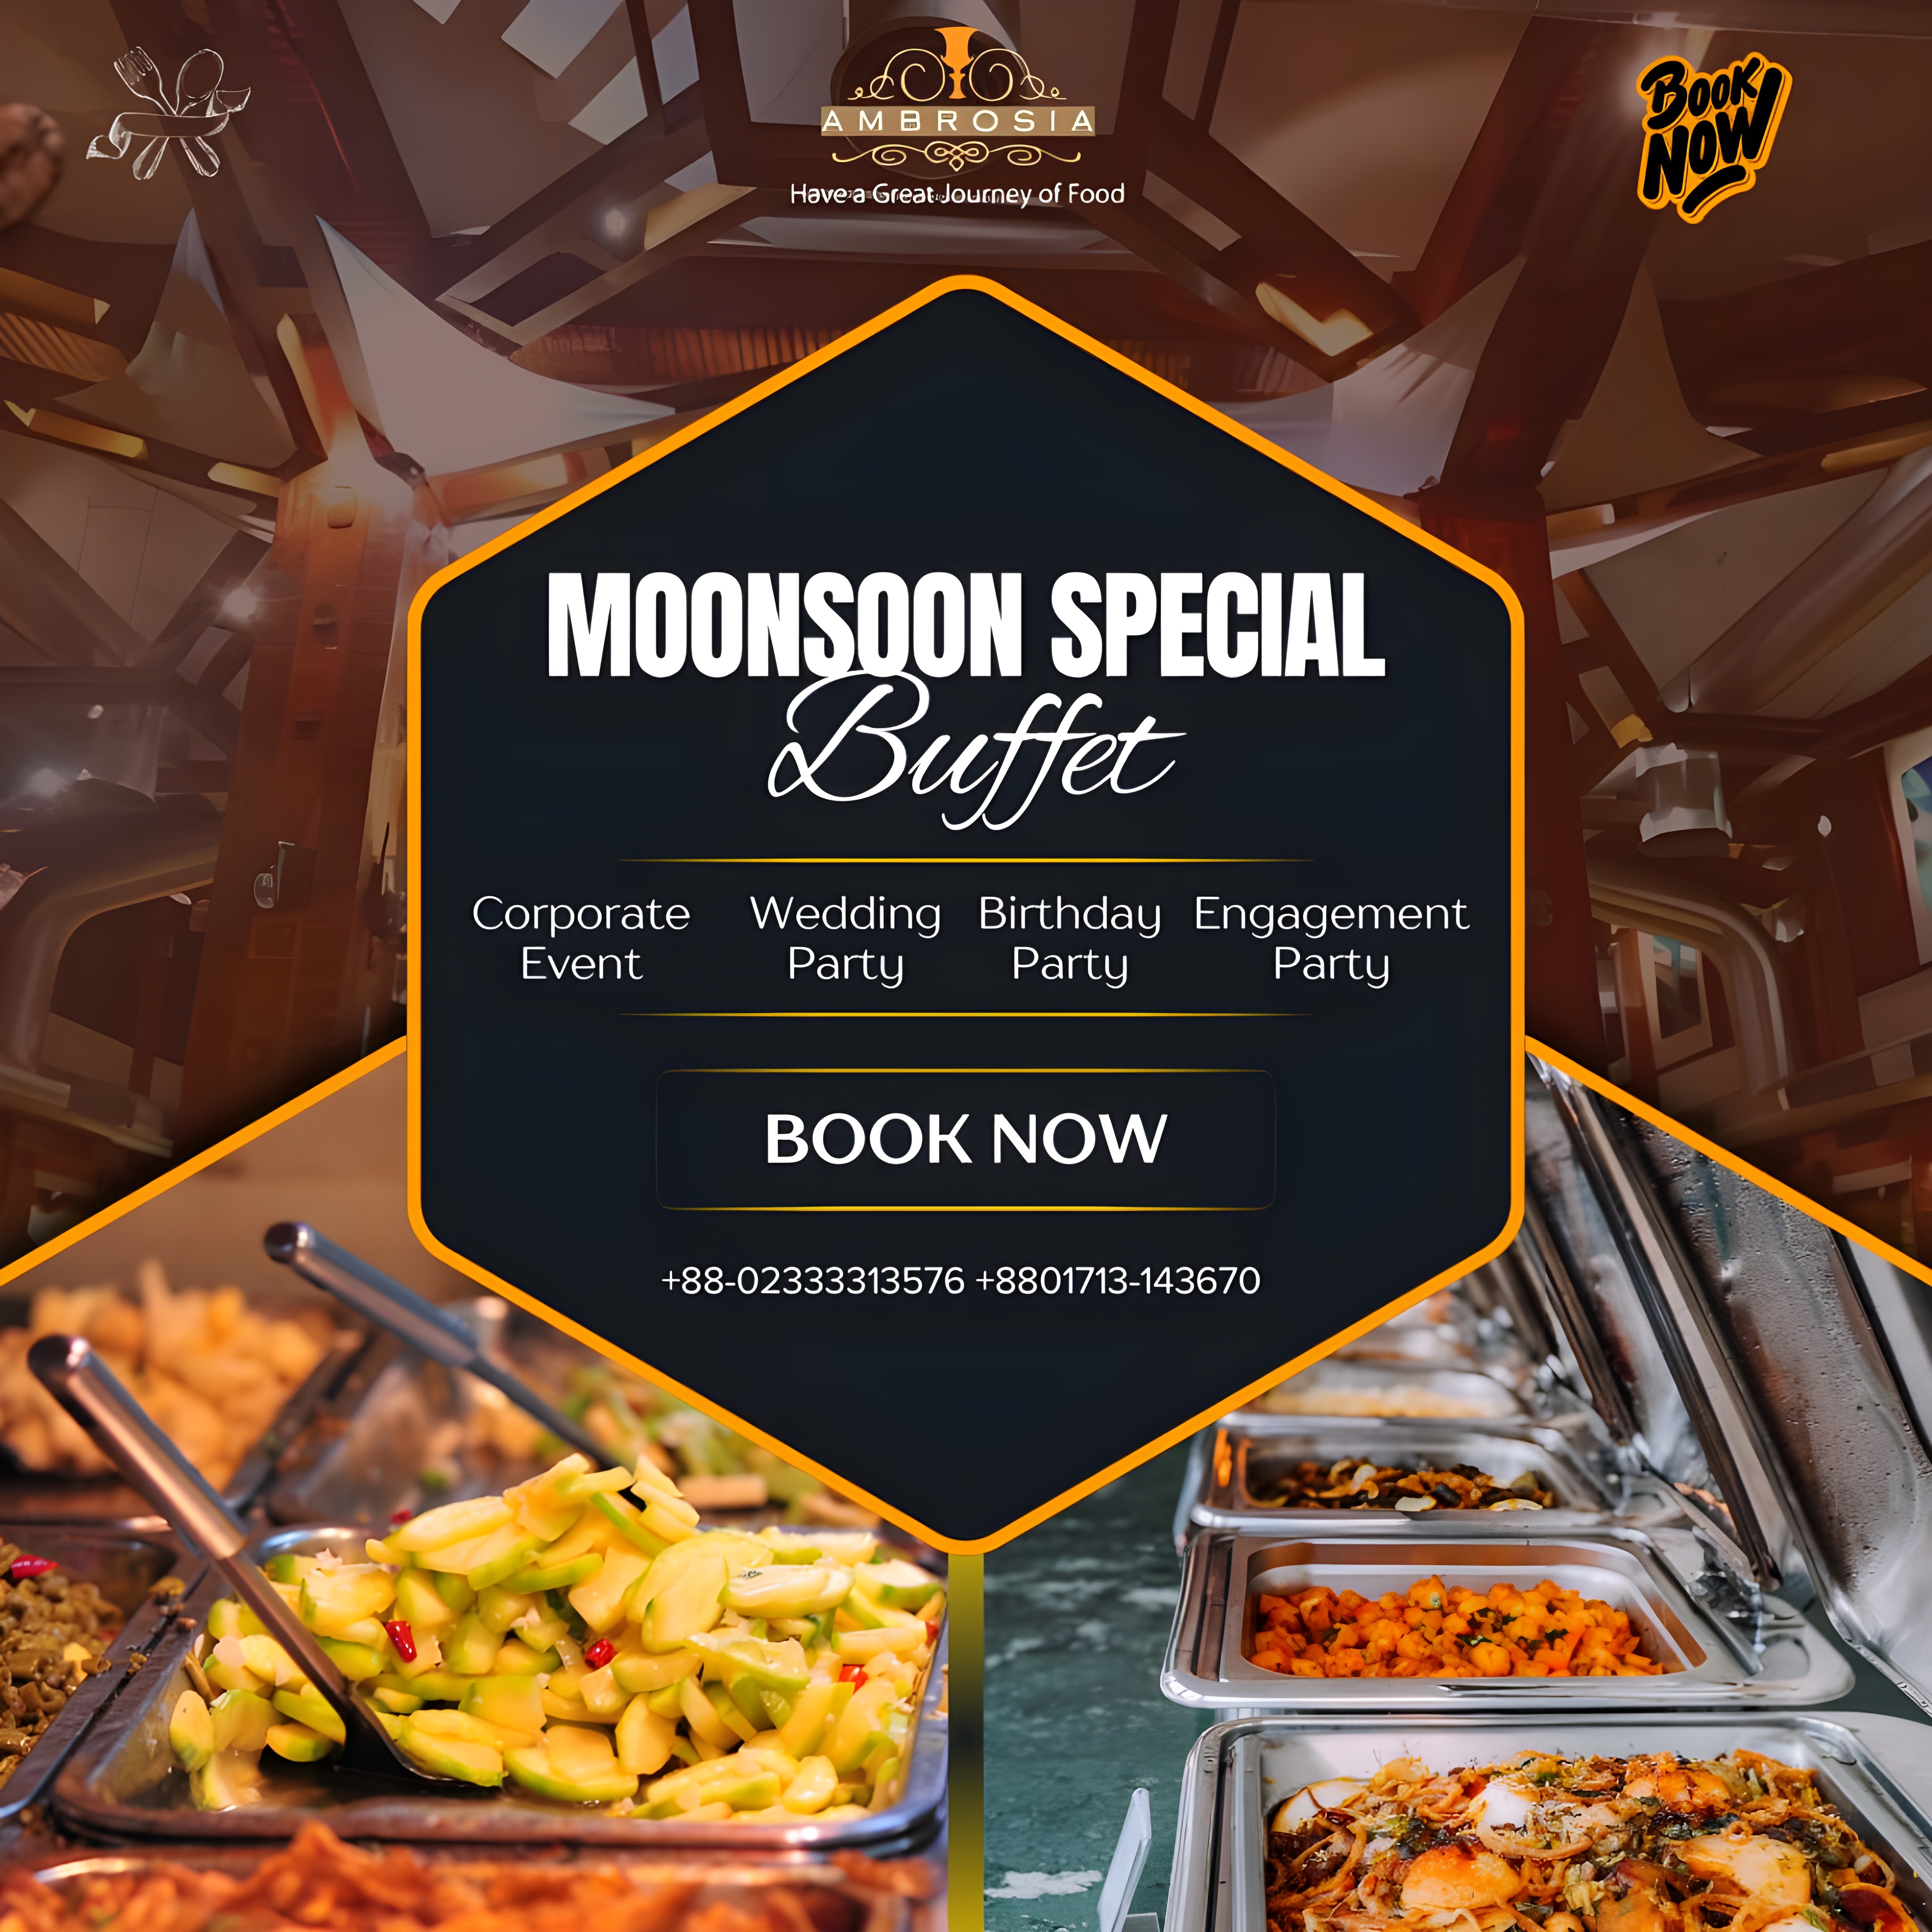 AMBROSIA
Have a Great Journey of Food
BOOK
NOW!
MOONSOON SPECIAL
Buffet
Corporate Event
Wedding Party
Birthday Party
Engagement Party
BOOK NOW
+88-02333313576 +8801713-143670